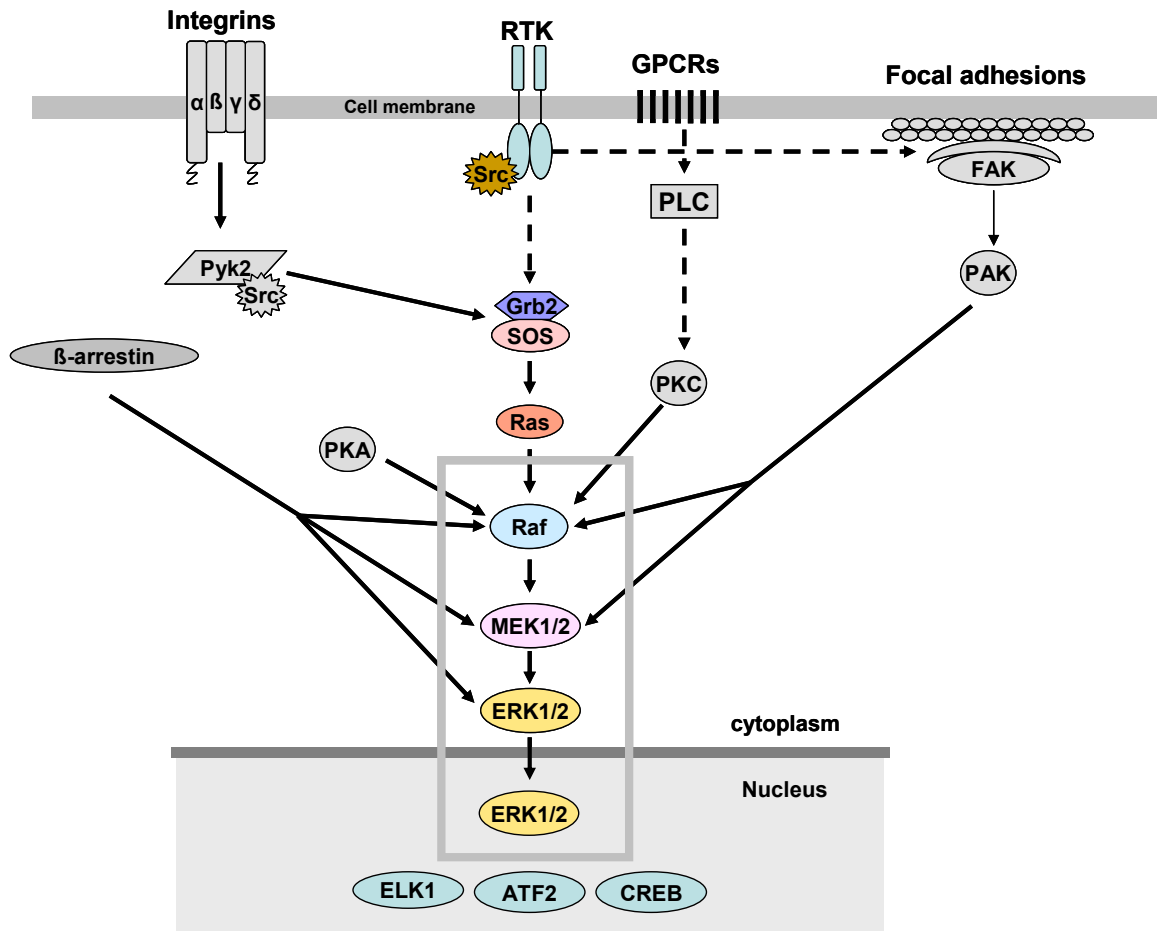 Integrins
RTK
GPCRs
Focal adhesions
α ß γ δ
Cell membrane
Src
FAK
PLC
Pyk2
Src
PAK
Grb2
SOS
ß-arrestin
PKC
Ras
PKA
Raf
MEK1/2
ERK1/2
cytoplasm
Nucleus
ERK1/2
ELK1
ATF2
CREB